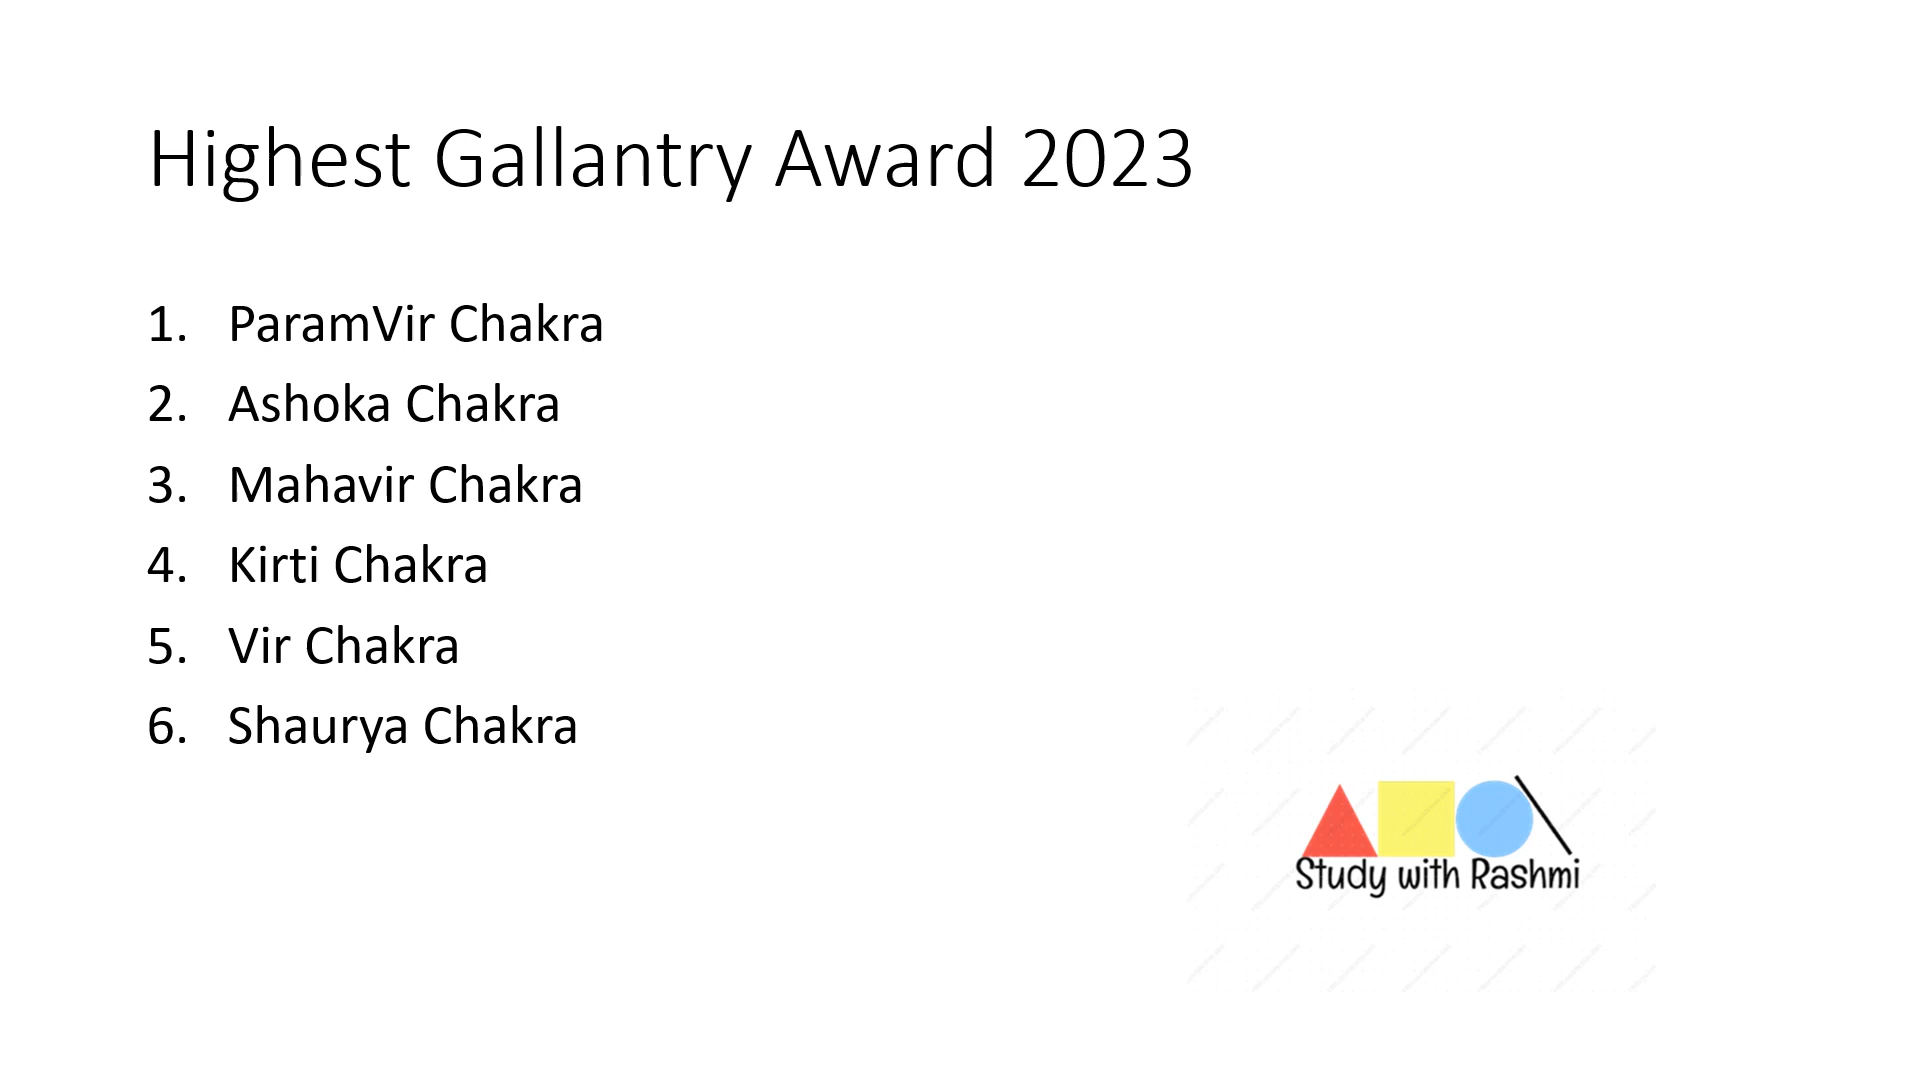 Highest Gallantry Award 2023
1. ParamVir Chakra
2. Ashoka Chakra
3. Mahavir Chakra
4. Kirti Chakra
5. Vir Chakra
6. Shaurya Chakra
Study with Rashmi